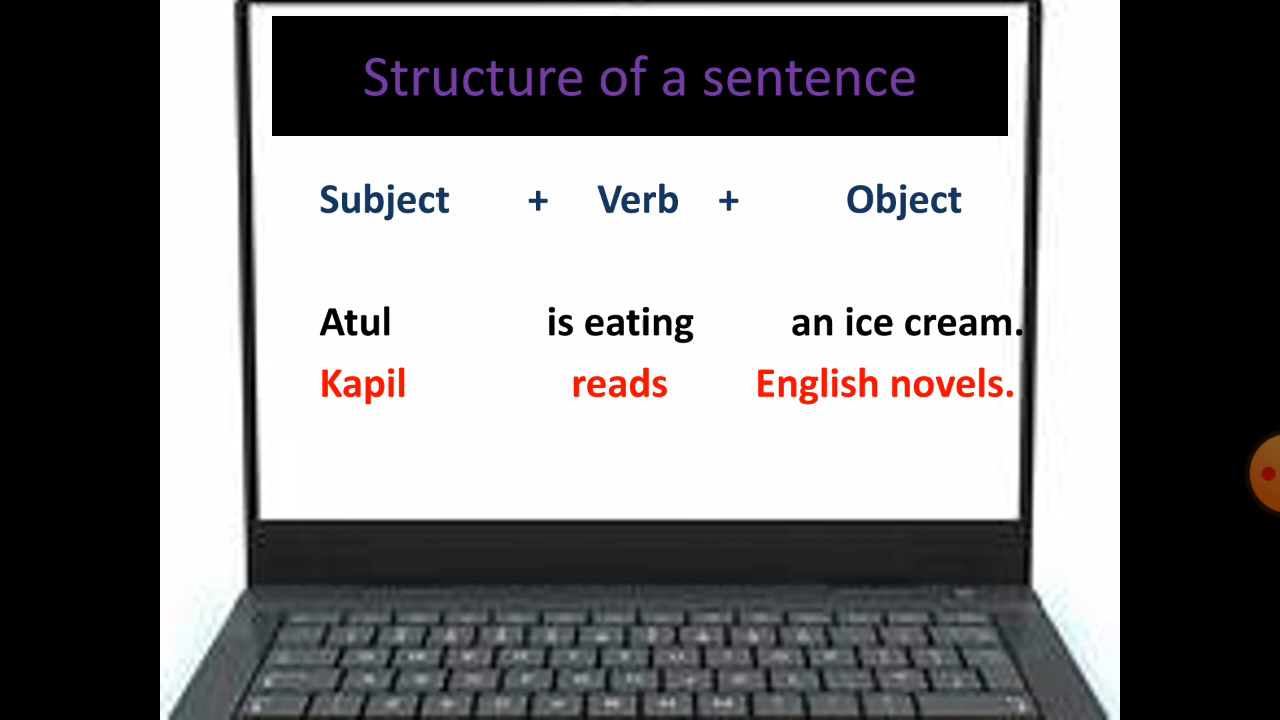 Structure of a sentence
Subject + Verb + Object
Atul is eating an ice cream.
Kapil reads English novels.